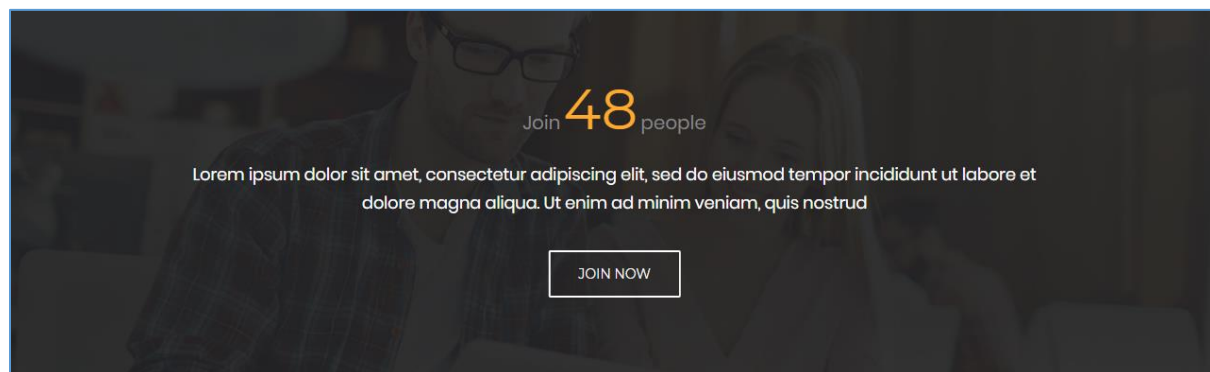 Join 48 people
Lorem ipsum dolor sit amet, consectetur adipiscing elit, sed do eiusmod tempor incididunt ut labore et
dolore magna aliqua. Ut enim ad minim veniam, quis nostrud
JOIN NOW